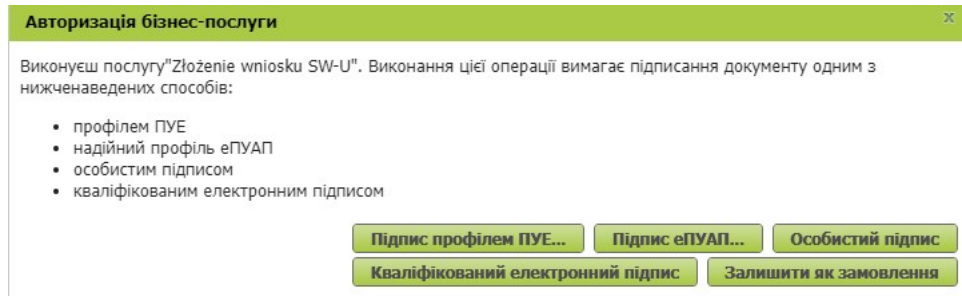 Авторизація бізнес-послуги
x
Виконуєш послугу"Złożenie wniosku SW-U". Виконання цієї операції вимагає підписання документу одним з
нижченаведених способів:
• профілем ПУЕ
• надійний профіль еПУАП
• особистим підписом
• кваліфікованим електронним підписом
Підпис профілем ПУЕ... Підпис еПУАП... Особистий підпис
Кваліфікований електронний підпис Залишити як замовлення